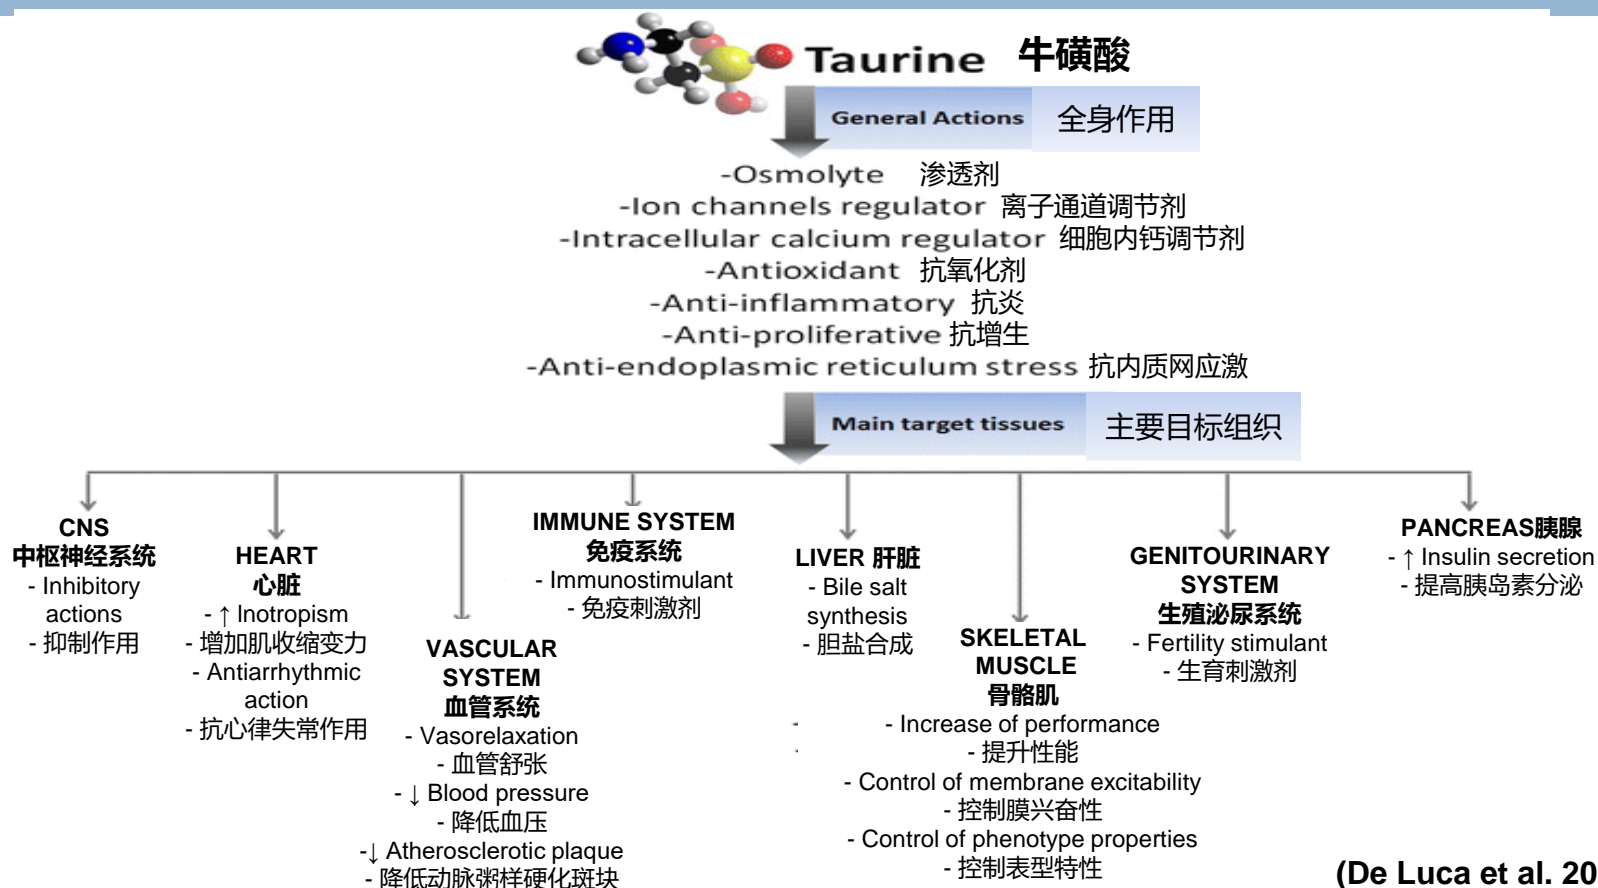 Taurine 牛磺酸
General Actions 全身作用
-Osmolyte 渗透剂
-Ion channels regulator 离子通道调节剂
-Intracellular calcium regulator 细胞内钙调节剂
-Antioxidant 抗氧化剂
-Anti-inflammatory 抗炎
-Anti-proliferative 抗增生
-Anti-endoplasmic reticulum stress 抗内质网应激
Main target tissues 主要目标组织
CNS
中枢神经系统
- Inhibitory
actions
- 抑制作用
HEART
心脏
- ↑ Inotropism
- 增加肌收缩变力
- Antiarrhythmic
action
- 抗心律失常作用
VASCULAR
SYSTEM
血管系统
- Vasorelaxation
- 血管舒张
- ↓ Blood pressure
- 降低血压
-↓ Atherosclerotic plaque
- 降低动脉粥样硬化斑块
IMMUNE SYSTEM
免疫系统
- Immunostimulant
- 免疫刺激剂
LIVER 肝脏
- Bile salt
synthesis
- 胆盐合成
SKELETAL
MUSCLE
骨骼肌
- Increase of performance
- 提升性能
- Control of membrane excitability
- 控制膜兴奋性
- Control of phenotype properties
- 控制表型特性
GENITOURINARY
SYSTEM
生殖泌尿系统
- Fertility stimulant
- 生育刺激剂
PANCREAS胰腺
- ↑ Insulin secretion
- 提高胰岛素分泌
(De Luca et al. 20